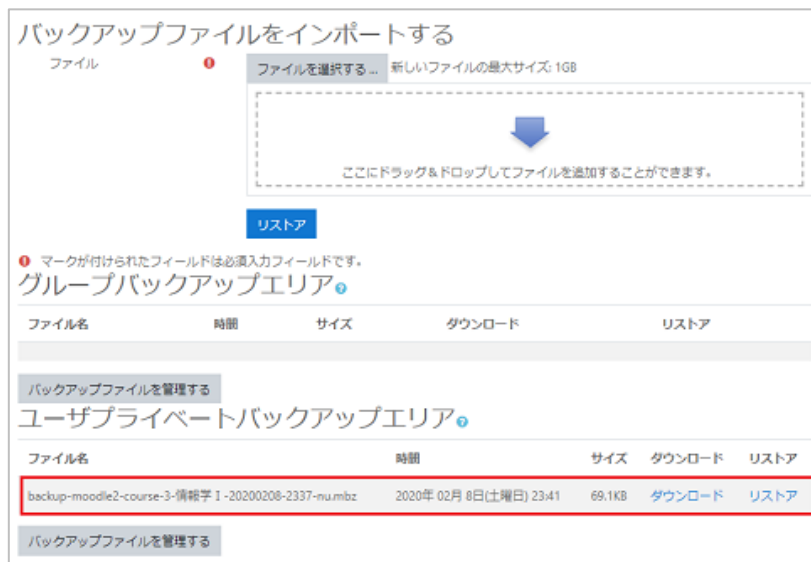 バックアップファイルをインポートする
ファイル
ファイルを選択する... 新しいファイルの最大サイズ: 1GB
ここにドラッグ&ドロップしてファイルを追加することができます。
リストア
マークが付けられたフィールドは必須入力フィールドです。
グループバックアップエリア
ファイル名 時間 サイズ ダウンロード リストア
バックアップファイルを管理する
ユーザプライベートバックアップエリア
ファイル名 時間 サイズ ダウンロード リストア
backup-moodle2-course-3-情報学Ⅰ-20200208-2337-nu.mbz 2020年 02月 8日(土曜日) 23:41 69.1KB ダウンロード リストア
バックアップファイルを管理する